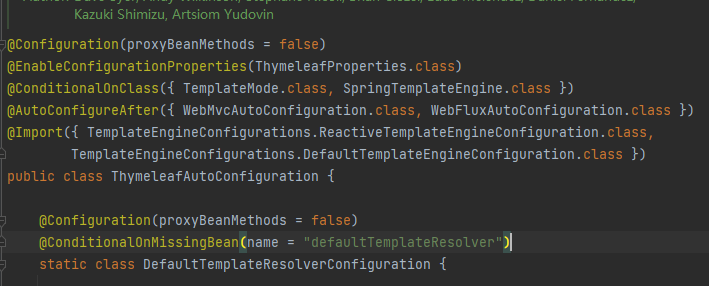 Kazuki Shimizu, Artsiom Yudovin
@Configuration(proxyBeanMethods = false)
@EnableConfigurationProperties(ThymeleafProperties.class)
@ConditionalOnClass({ TemplateMode.class, SpringTemplateEngine.class })
@AutoConfigureAfter({ WebMvcAutoConfiguration.class, WebFluxAutoConfiguration.class })
@Import({ TemplateEngineConfigurations.ReactiveTemplateEngineConfiguration.class,
TemplateEngineConfigurations.DefaultTemplateEngineConfiguration.class })
public class ThymeleafAutoConfiguration {
@Configuration(proxyBeanMethods = false)
@ConditionalOnMissingBean(name = "defaultTemplateResolver")
static class DefaultTemplateResolverConfiguration {